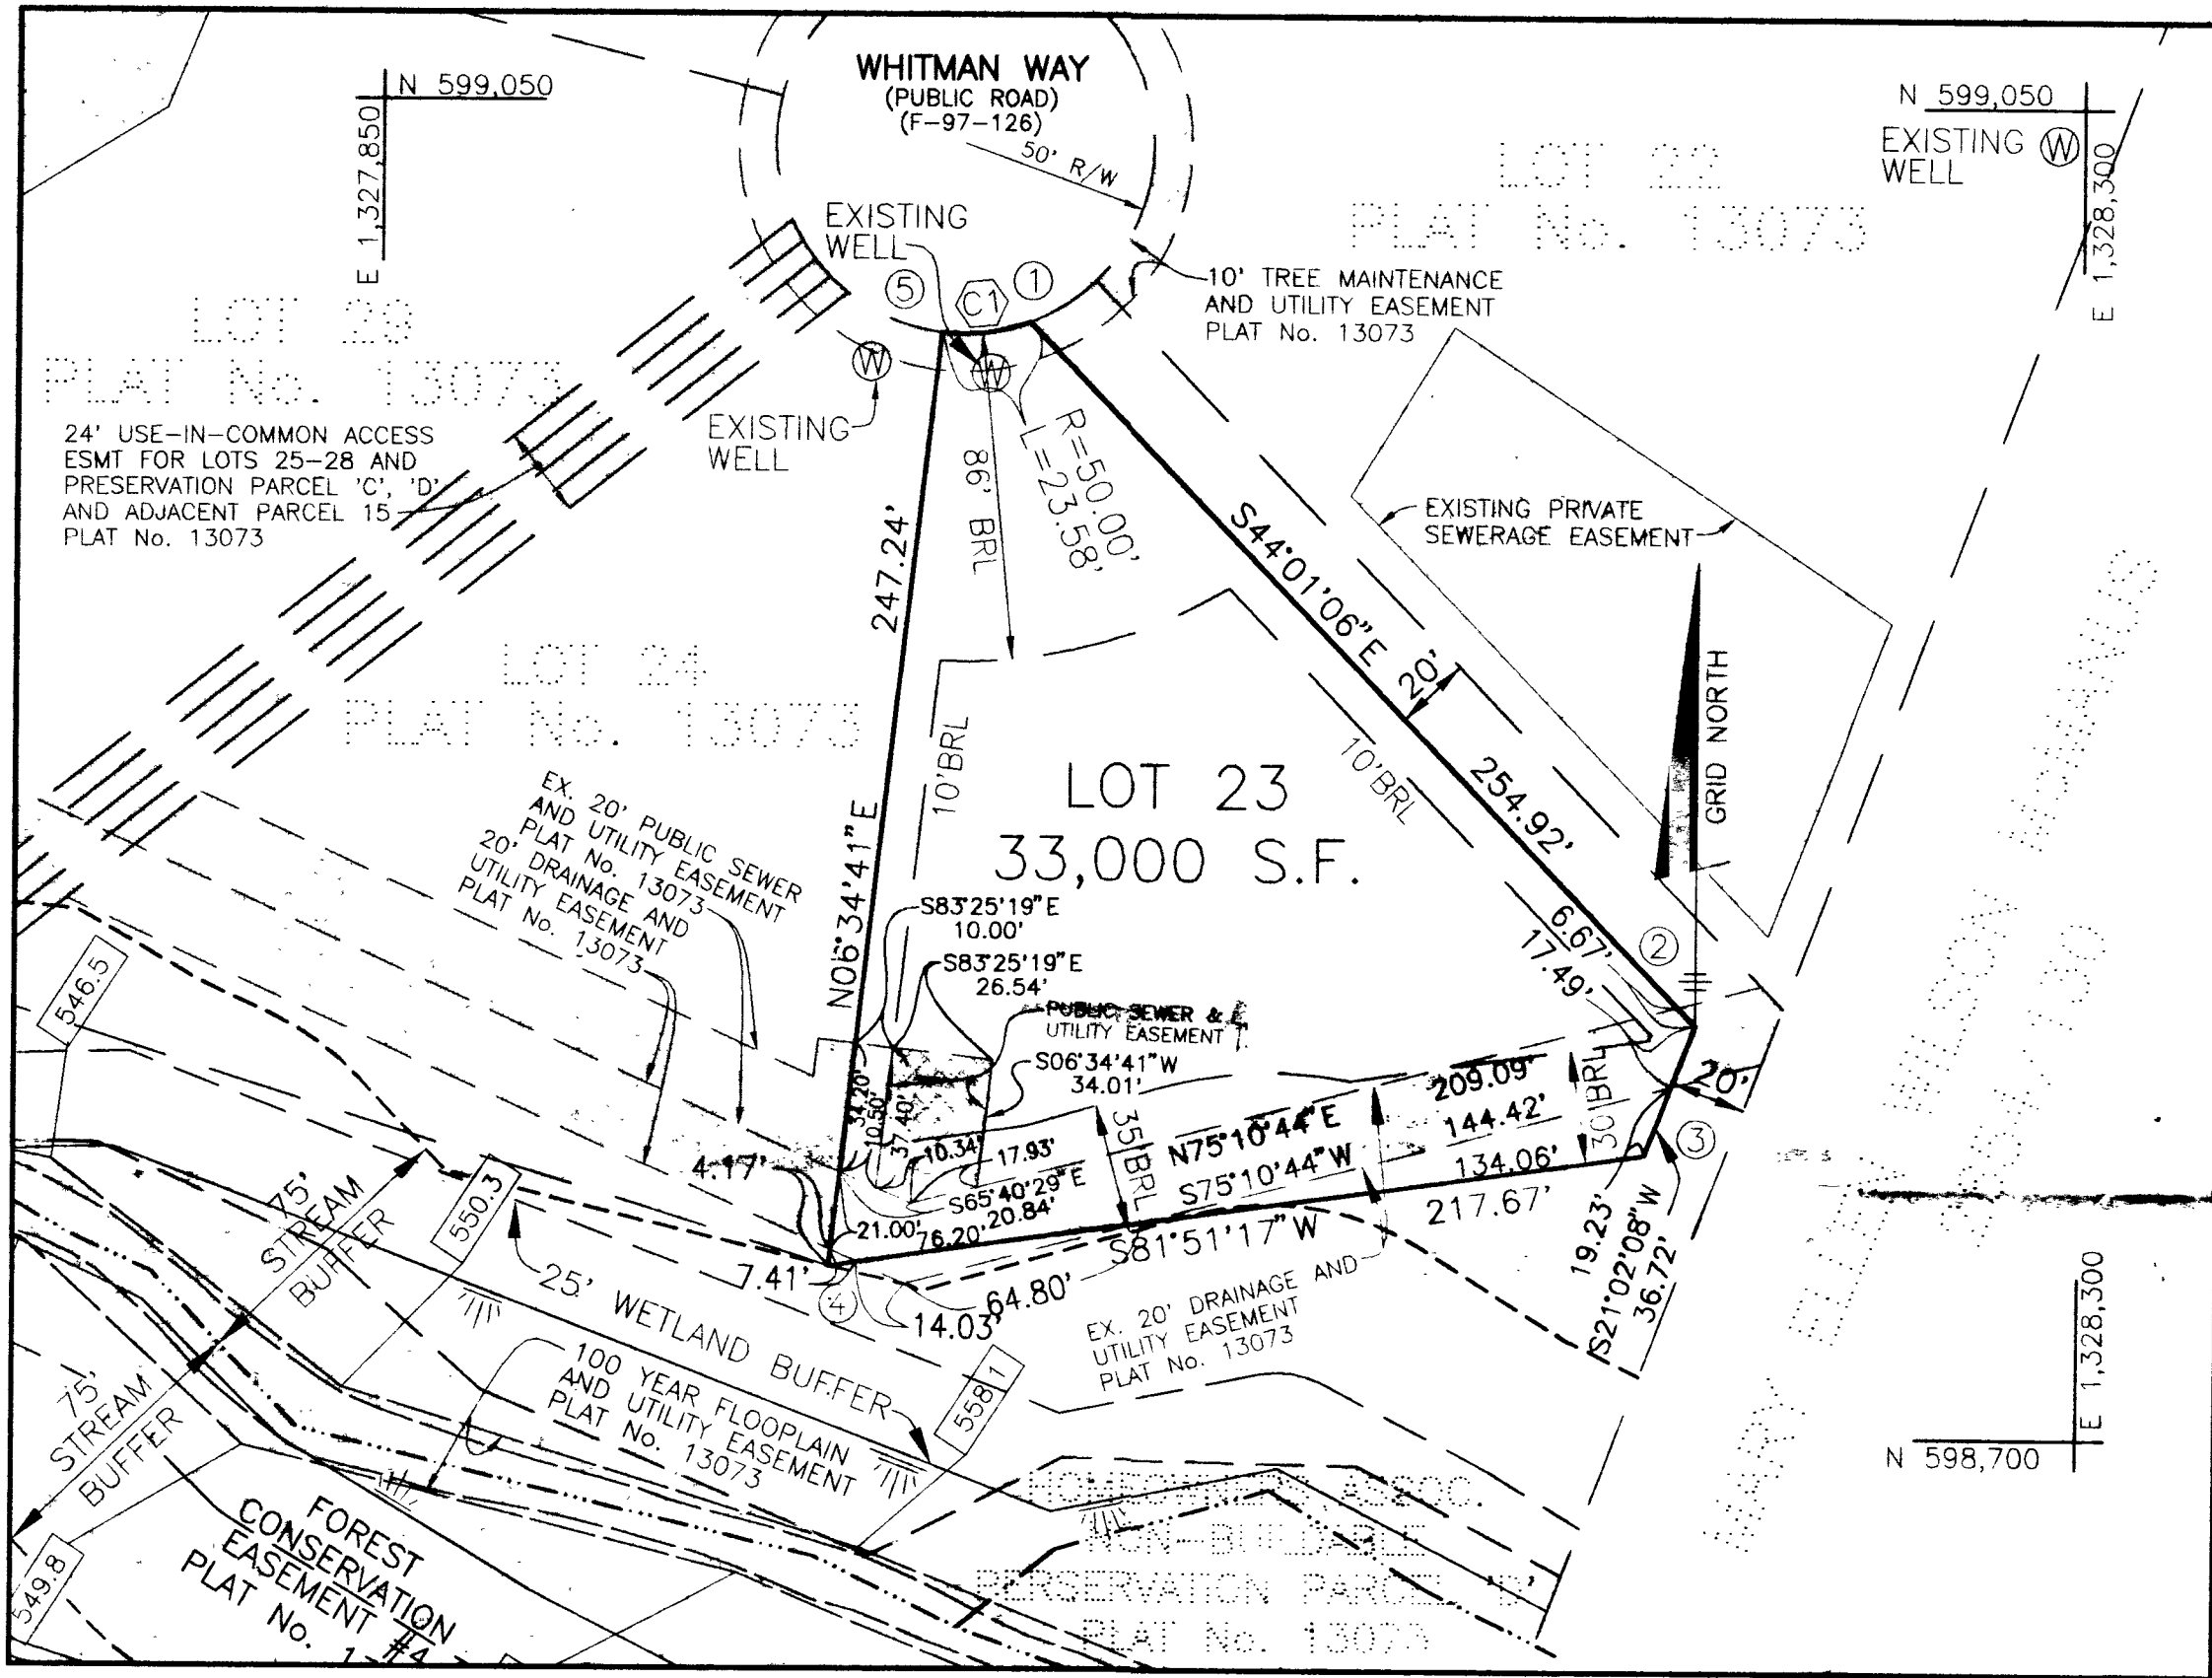 WHITMAN WAY
(PUBLIC ROAD)
(F-97-126)
50' R/W
N 599,050
E 1,327,850
N 599,050
E 1,328,300
EXISTING
WELL
W
LOT 22
PLAT No. 13073
EXISTING
WELL
5
C1
1
10' TREE MAINTENANCE
AND UTILITY EASEMENT
PLAT No. 13073
LOT 29
PLAT No. 13073
24' USE-IN-COMMON ACCESS
ESMT FOR LOTS 25-28 AND
PRESERVATION PARCEL 'C', 'D'
AND ADJACENT PARCEL 15
PLAT No. 13073
W
W
EXISTING
WELL
R=50.00'
L=23.58'
86' BRL
247.24'
N06°34'41"E
S44°01'06"E
254.92'
20'
EXISTING PRIVATE
SEWERAGE EASEMENT
GRID NORTH
LOT 24
PLAT No. 13073
10'BRL
10'BRL
LOT 23
33,000 S.F.
EX. 20' PUBLIC SEWER
AND UTILITY EASEMENT
PLAT No. 13073
20' DRAINAGE AND
UTILITY EASEMENT
PLAT No. 13073
S83°25'19"E
10.00'
S83°25'19"E
26.54'
PUBLIC SEWER &
UTILITY EASEMENT
S06°34'41"W
34.01'
6.67'
17.49'
2
20'
3
34.20'
10.50'
37.40'
10.34'
17.93'
S65°40'29"E
20.84'
21.00'
76.20'
4.17'
7.41'
4
14.03'
64.80'
35' BRL
30' BRL
N75°10'44"E
209.09'
S75°10'44"W
144.42'
134.06'
S81°51'17"W
217.67'
19.23'
S21°02'08"W
36.72'
EX. 20' DRAINAGE AND
UTILITY EASEMENT
PLAT No. 13073
546.5
550.3
558.1
549.8
75'
STREAM
BUFFER
75'
STREAM
BUFFER
25' WETLAND BUFFER
100 YEAR FLOOPLAIN
AND UTILITY EASEMENT
PLAT No. 13073
FOREST
CONSERVATION
EASEMENT #4
PLAT No.
HOMEOWNERS ASSOC.
NON-BUILDABLE
PERSERVATION PARCEL 'D'
PLAT No. 13073
E 1,328,300
N 598,700